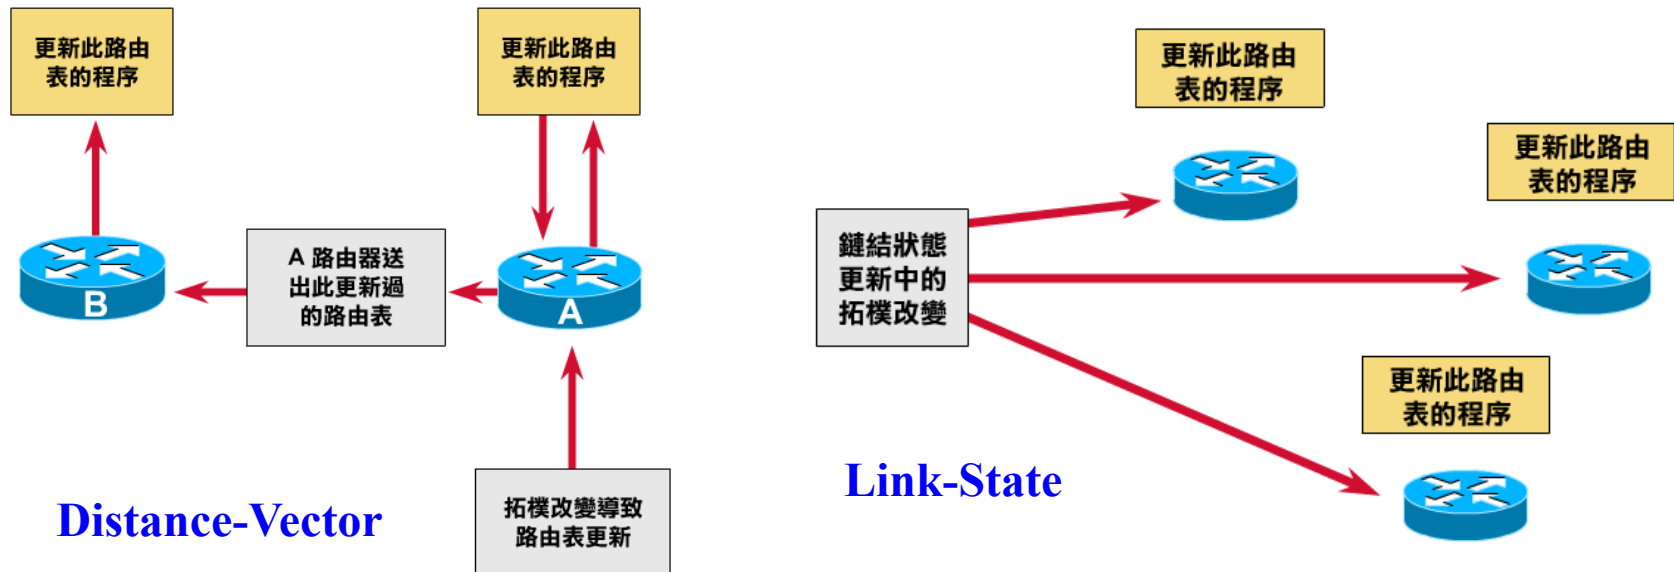 更新此路由
表的程序
更新此路由
表的程序
B
A 路由器送
出此更新過
的路由表
A
拓樸改變導致
路由表更新
Distance-Vector
更新此路由
表的程序
更新此路由
表的程序
鏈結狀態
更新中的
拓樸改變
更新此路由
表的程序
Link-State